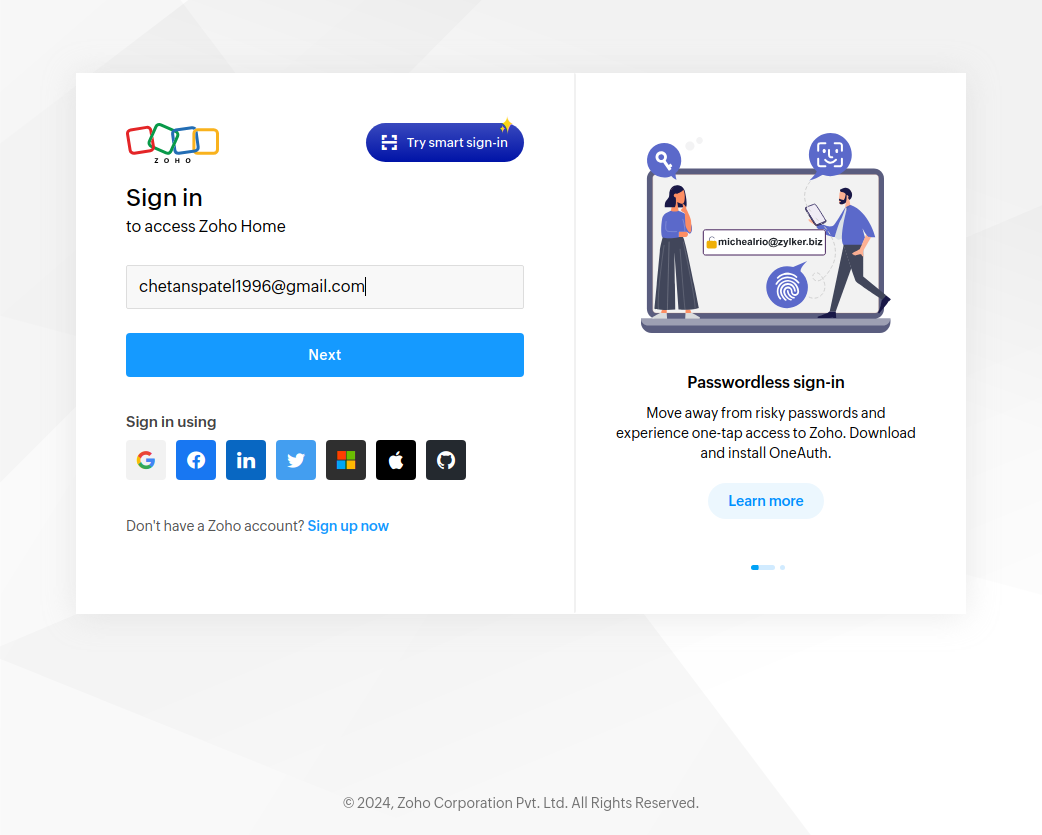 ZOHO
Try smart sign-in
Sign in
to access Zoho Home
chetanspatel1996@gmail.com
Next
Sign in using
Don't have a Zoho account? Sign up now
michealrio@zylker.biz
Passwordless sign-in
Move away from risky passwords and
experience one-tap access to Zoho. Download
and install OneAuth.
Learn more
© 2024, Zoho Corporation Pvt. Ltd. All Rights Reserved.